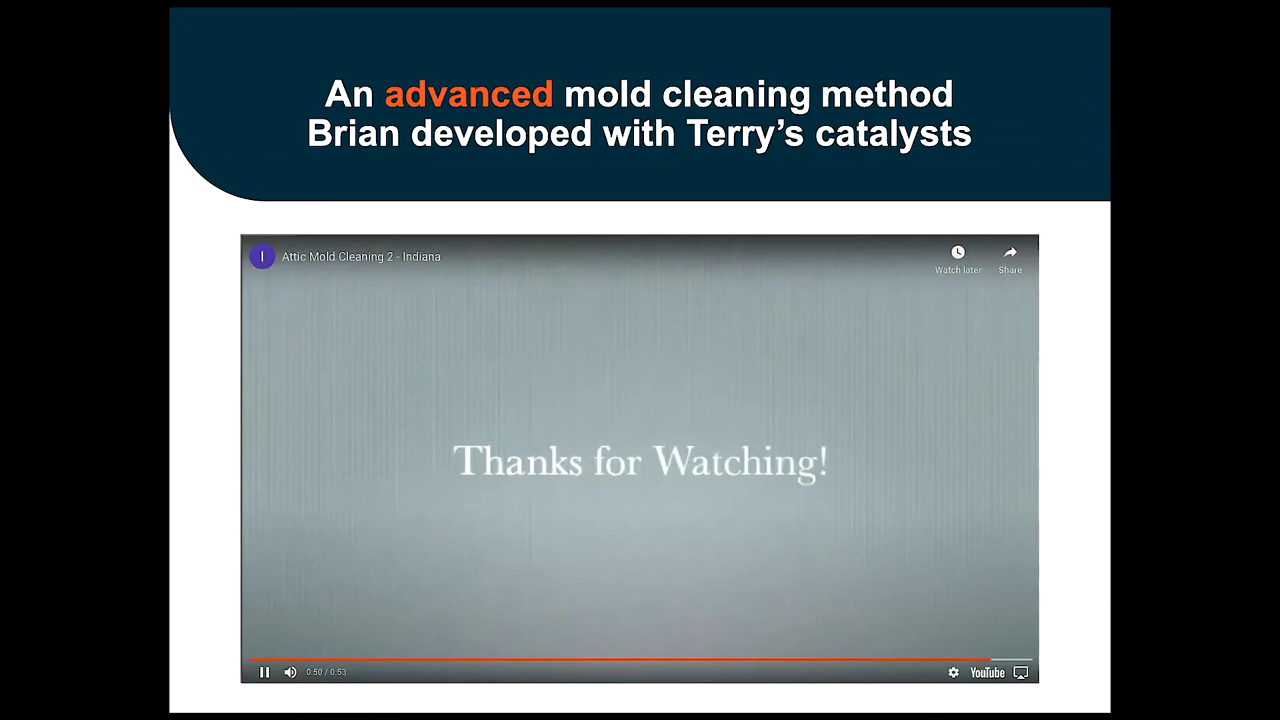 An advanced mold cleaning method
Brian developed with Terry’s catalysts
I
Attic Mold Cleaning 2 - Indiana
Watch later
Share
Thanks for Watching!
0:50 / 0:53
YouTube